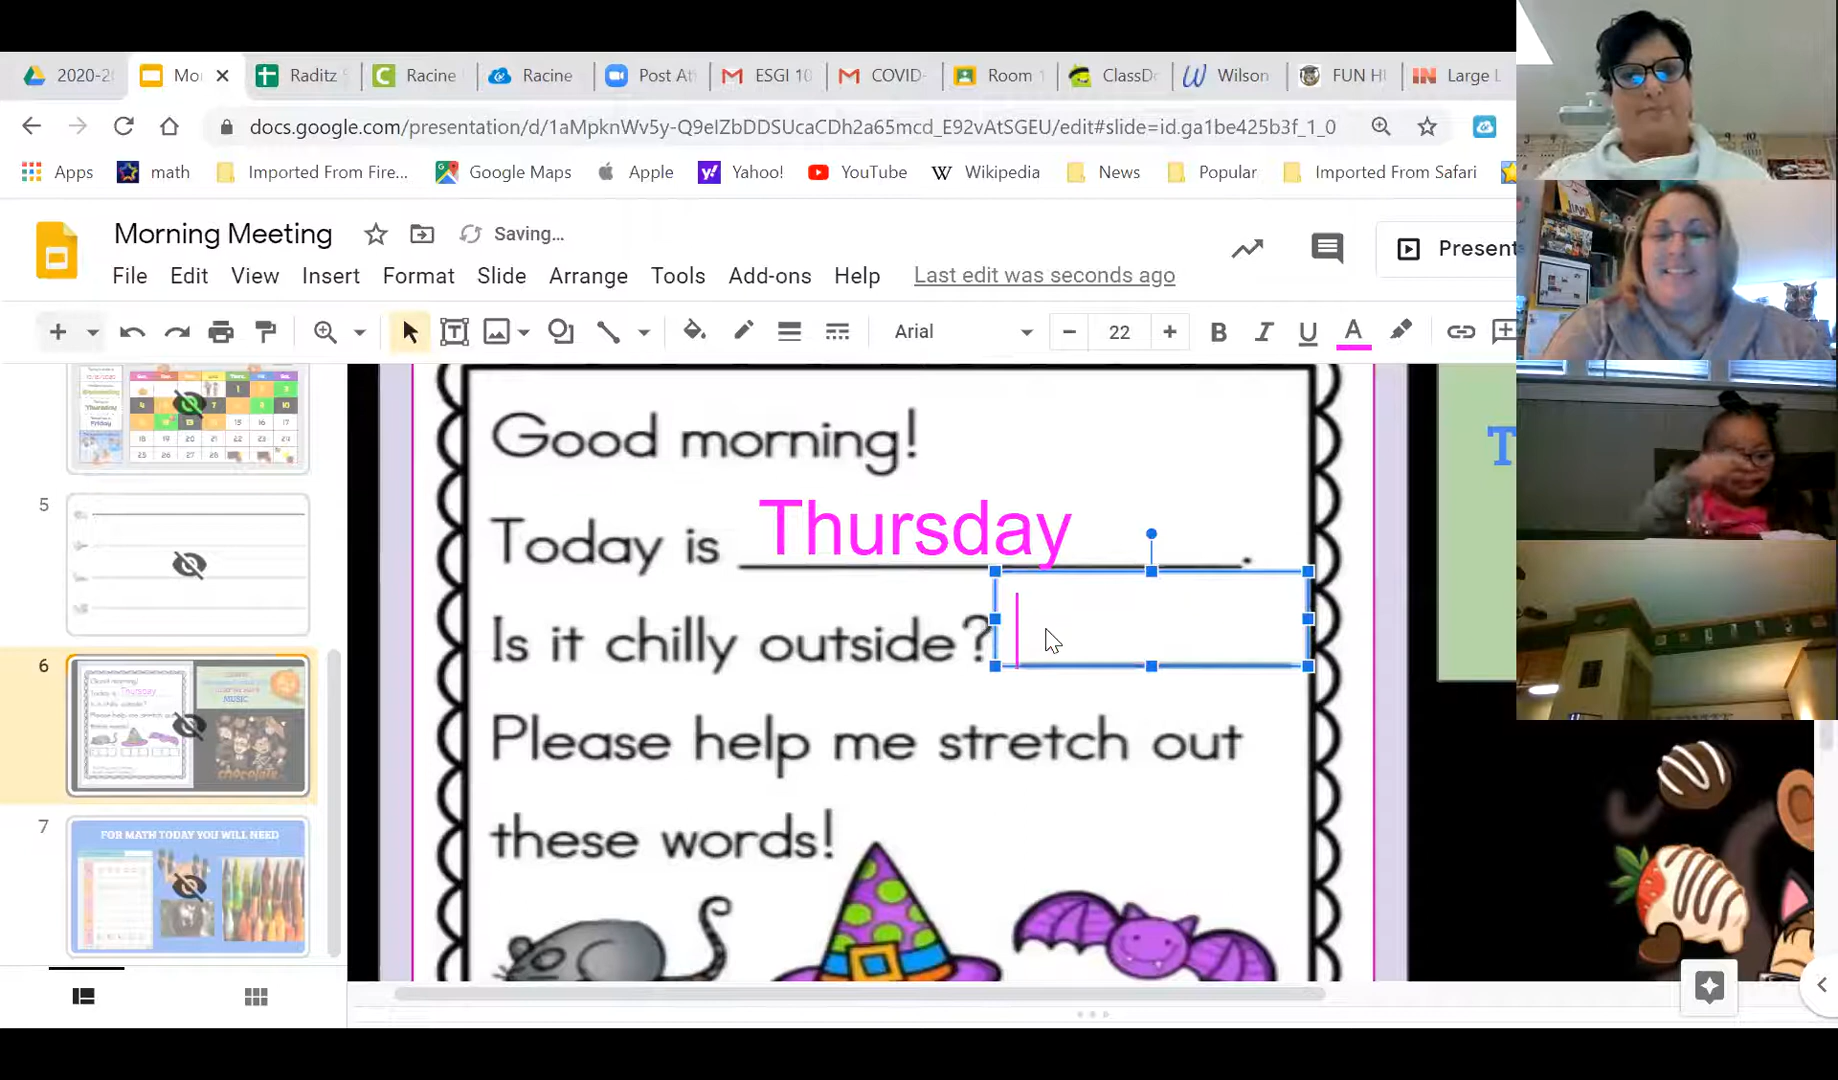 2020-2
Mo
Raditz
Racine
Racine
Post At
ESGI 10
COVID-
Room 1
ClassDo
Wilson
FUN H
Large L
docs.google.com/presentation/d/1aMpknWv5y-Q9eIZbDDSUcaCDh2a65mcd_E92vAtSGEU/edit#slide=id.ga1be425b3f_1_0
Apps math Imported From Fire... Google Maps Apple Yahoo! YouTube Wikipedia News Popular Imported From Safari
Morning Meeting Saving...
Present
File Edit View Insert Format Slide Arrange Tools Add-ons Help Last edit was seconds ago
Arial 22
5
6
7
FOR MATH TODAY YOU WILL NEED
Good morning!
Today is Thursday.
Is it chilly outside?
Please help me stretch out
these words!
T